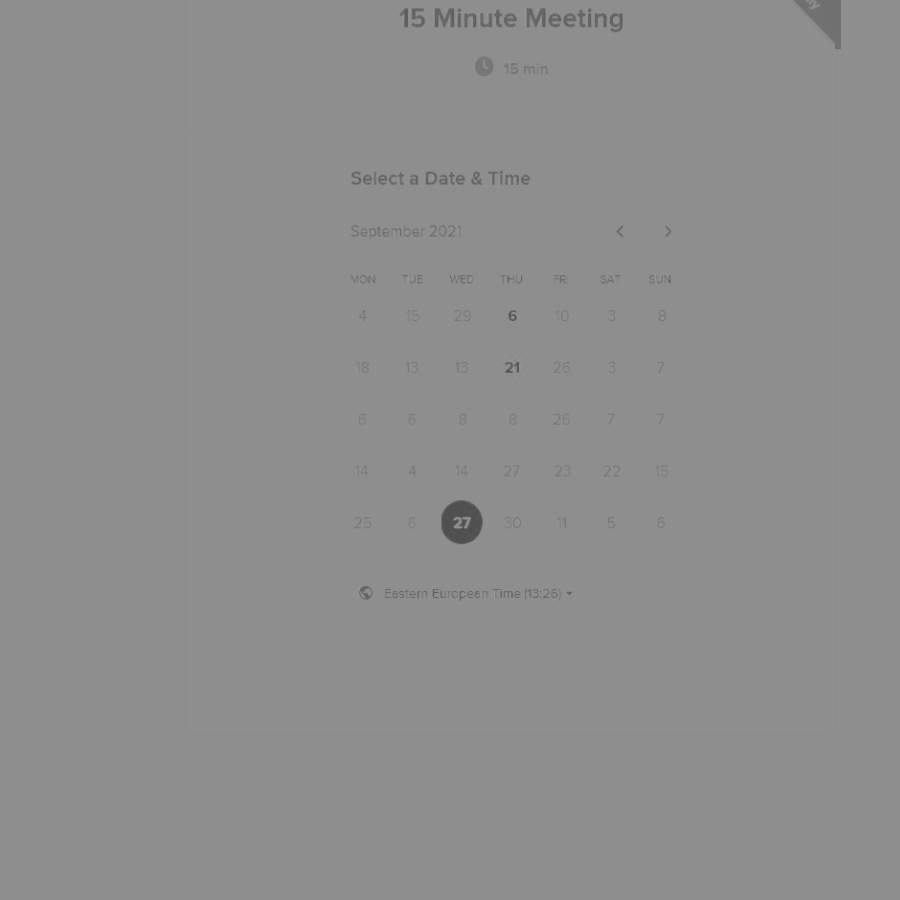 15 Minute Meeting
15 min
Select a Date & Time
September 2021
MON TUE WED THU FRI SAT SUN
4 15 29 6 10 3 8
18 13 13 21 26 3 7
6 6 8 8 26 7 7
14 4 14 27 23 22 15
25 6 27 30 11 5 6
Eastern European Time (13:26)